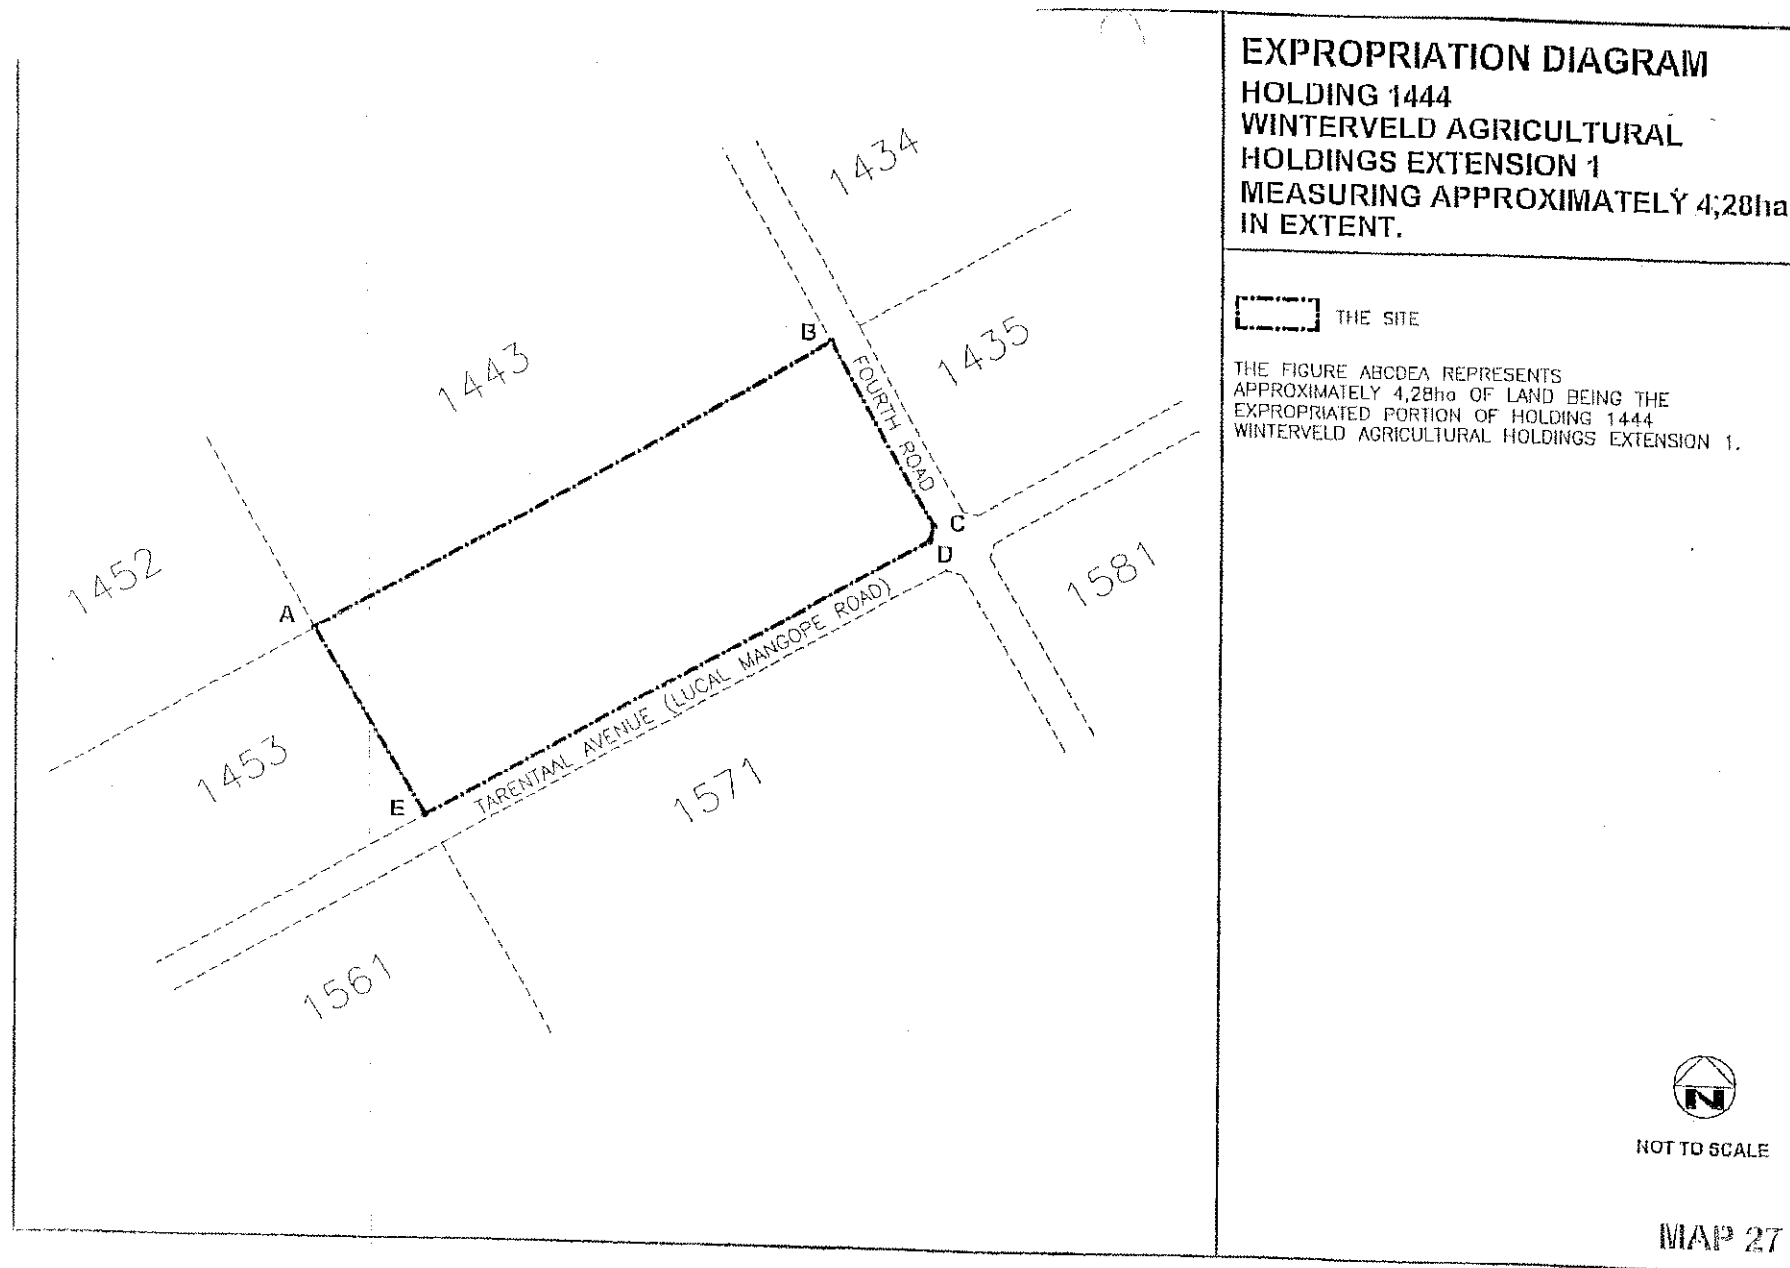 EXPROPRIATION DIAGRAM
HOLDING 1444
WINTERVELD AGRICULTURAL
HOLDINGS EXTENSION 1
MEASURING APPROXIMATELY 4,28ha
IN EXTENT.
THE SITE
THE FIGURE ABCDEA REPRESENTS
APPROXIMATELY 4,28ha OF LAND BEING THE
EXPROPRIATED PORTION OF HOLDING 1444
WINTERVELD AGRICULTURAL HOLDINGS EXTENSION 1.
1434
1443
B
1435
FOURTH ROAD
C
D
1452
1581
A
TARENTAAL AVENUE (LUCAL MANGOPE ROAD)
1453
E
1571
1561
N
NOT TO SCALE
MAP 27